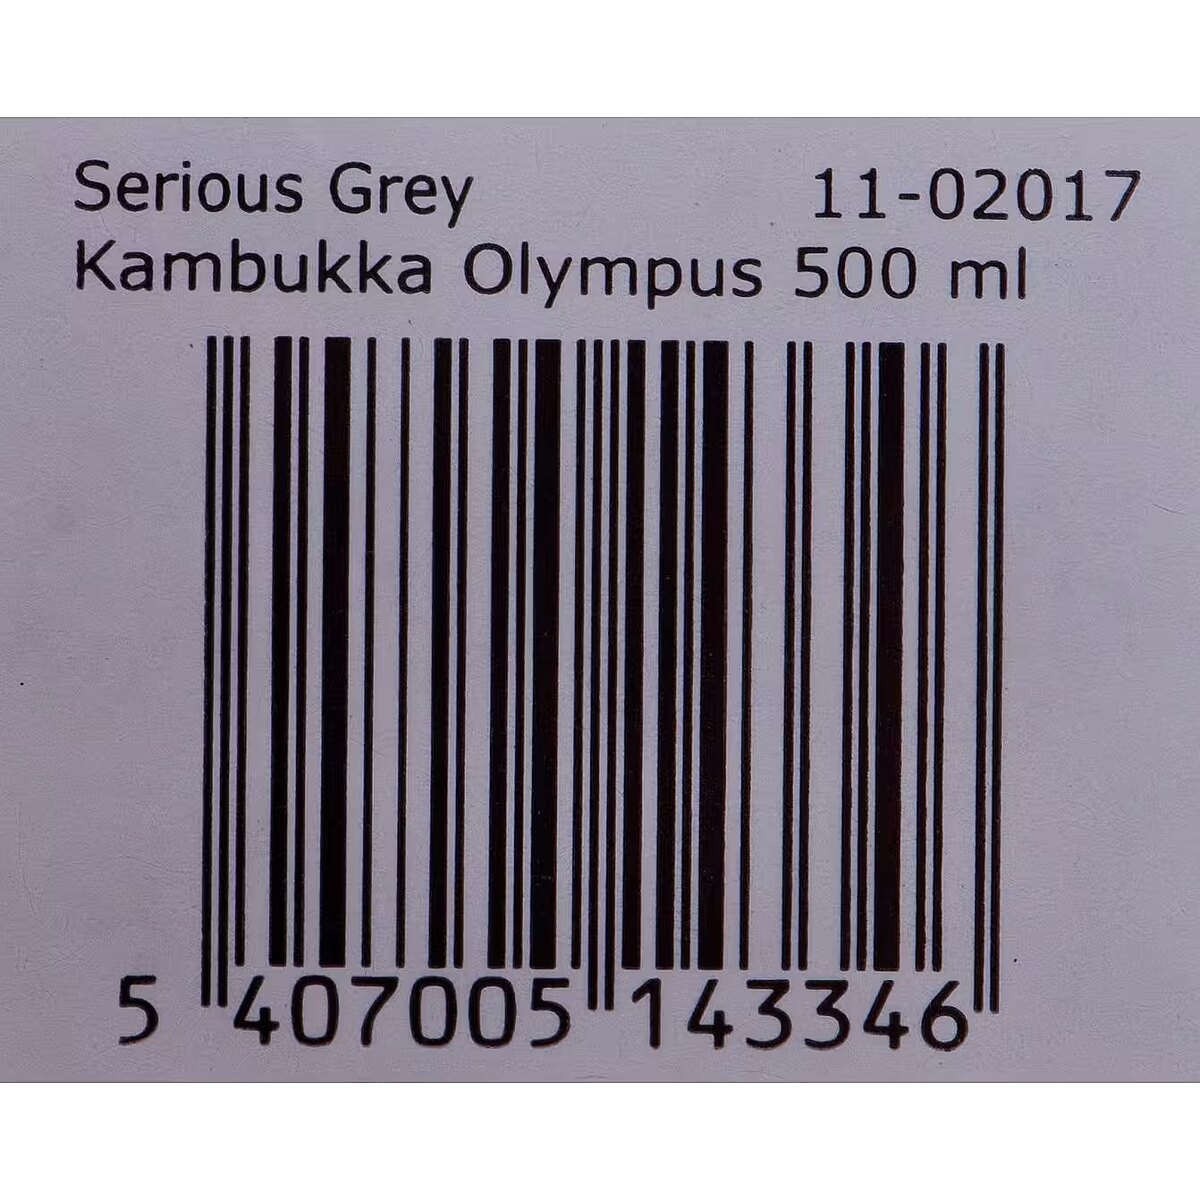 Serious Grey 11-02017
Kambukka Olympus 500 ml
5 407005 143346